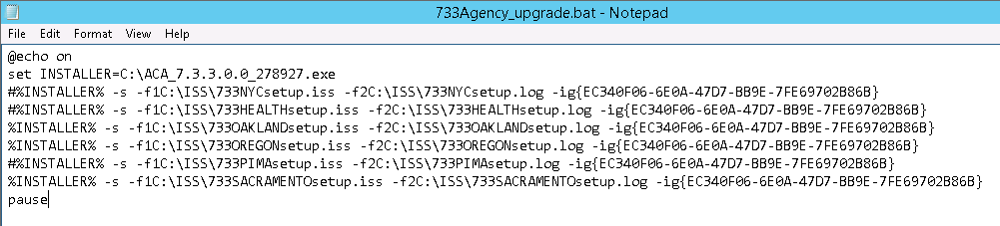 733Agency_upgrade.bat - Notepad
File Edit Format View Help
@echo on
set INSTALLER=C:\ACA_7.3.3.0.0_278927.exe
#%INSTALLER% -s -f1C:\ISS\733NYCsetup.iss -f2C:\ISS\733NYCsetup.log -ig{EC340F06-6E0A-47D7-BB9E-7FE69702B86B}
#%INSTALLER% -s -f1C:\ISS\733HEALTHsetup.iss -f2C:\ISS\733HEALTHsetup.log -ig{EC340F06-6E0A-47D7-BB9E-7FE69702B86B}
%INSTALLER% -s -f1C:\ISS\733OAKLANDsetup.iss -f2C:\ISS\733OAKLANDsetup.log -ig{EC340F06-6E0A-47D7-BB9E-7FE69702B86B}
%INSTALLER% -s -f1C:\ISS\733OREGONsetup.iss -f2C:\ISS\733OREGONsetup.log -ig{EC340F06-6E0A-47D7-BB9E-7FE69702B86B}
#%INSTALLER% -s -f1C:\ISS\733PIMAsetup.iss -f2C:\ISS\733PIMAsetup.log -ig{EC340F06-6E0A-47D7-BB9E-7FE69702B86B}
%INSTALLER% -s -f1C:\ISS\733SACRAMENTOsetup.iss -f2C:\ISS\733SACRAMENTOsetup.log -ig{EC340F06-6E0A-47D7-BB9E-7FE69702B86B}
pause